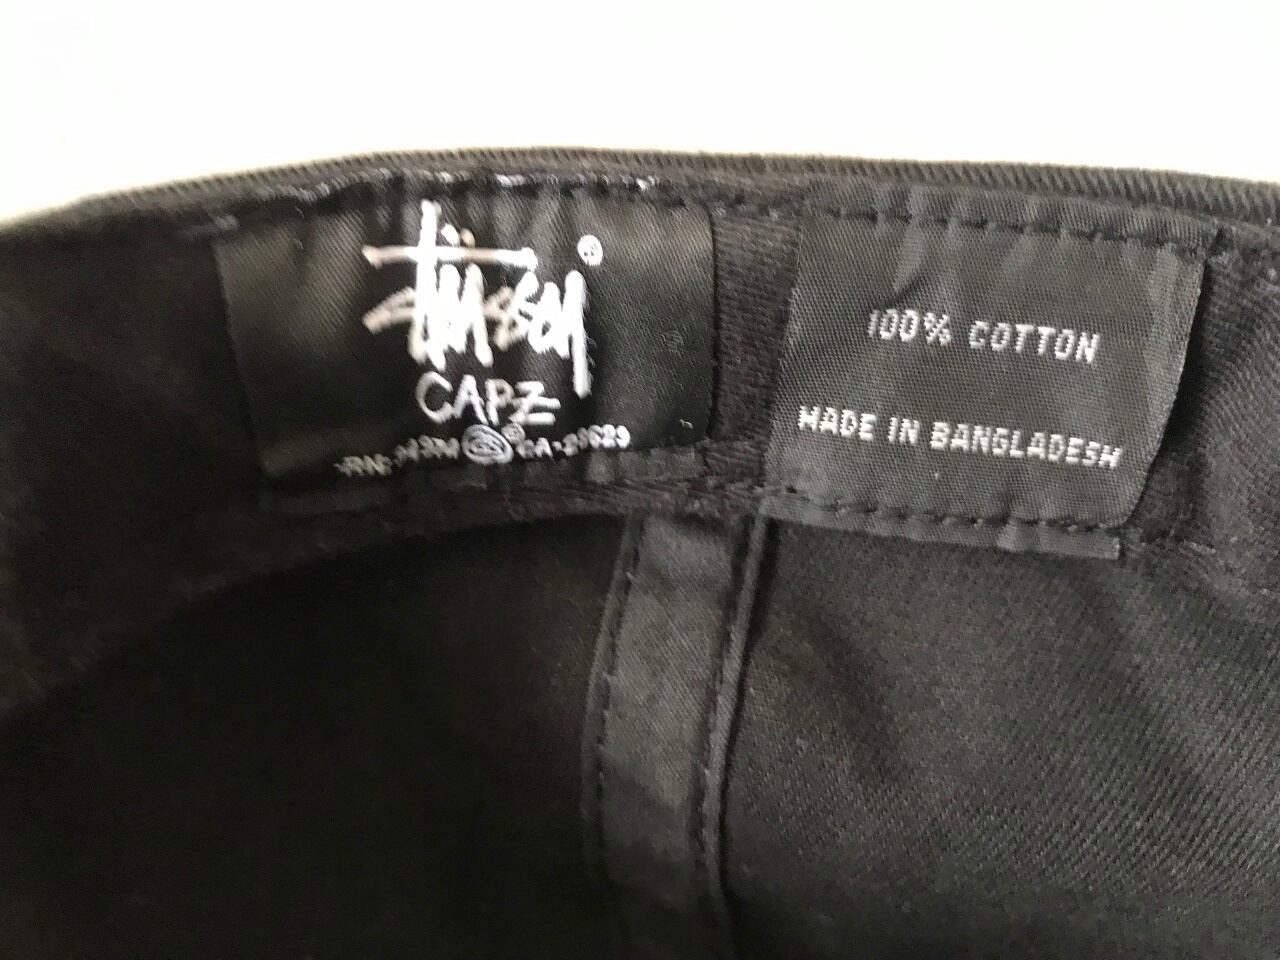 Stüssy ®
CAPZ
100% COTTON
MADE IN BANGLADESH